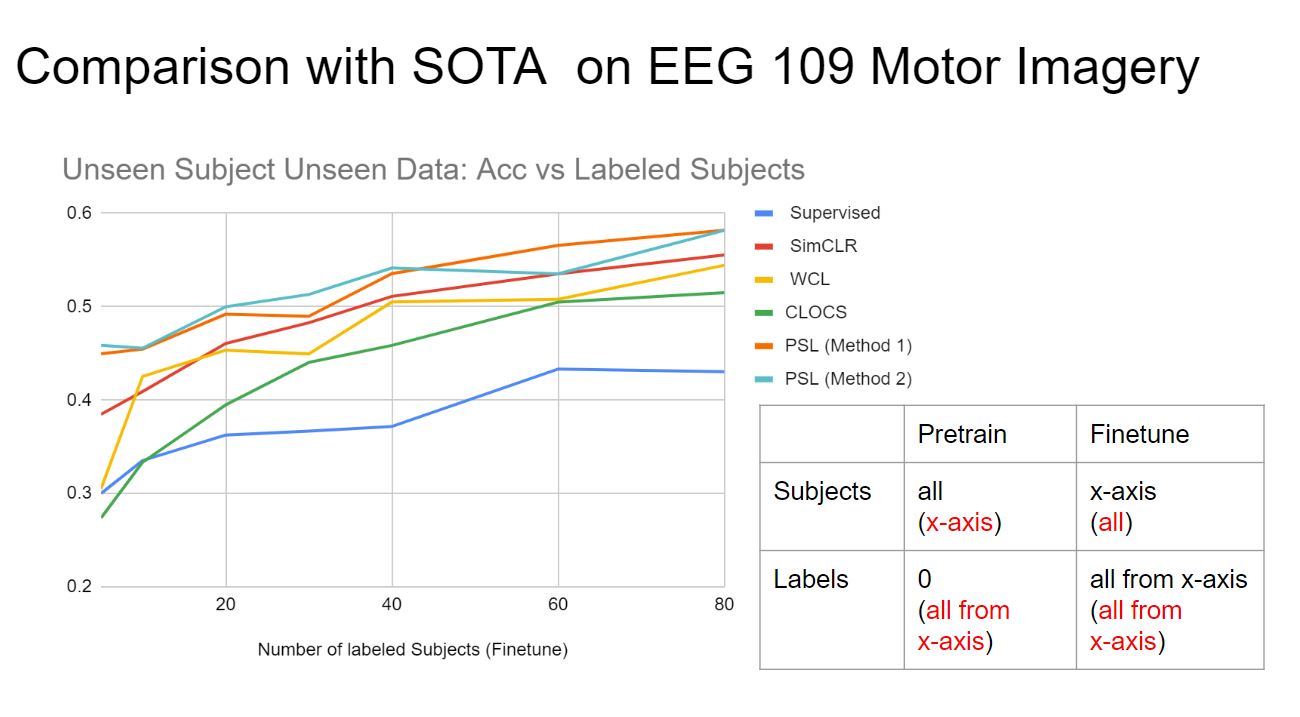 Comparison with SOTA on EEG 109 Motor Imagery
Unseen Subject Unseen Data: Acc vs Labeled Subjects
0.6
0.5
0.4
0.3
0.2
20
40
60
80
Number of labeled Subjects (Finetune)
Supervised
SimCLR
WCL
CLOCS
PSL (Method 1)
PSL (Method 2)
Pretrain
Finetune
Subjects
all
(x-axis)
x-axis
(all)
Labels
0
(all from
x-axis)
all from x-axis
(all from
x-axis)